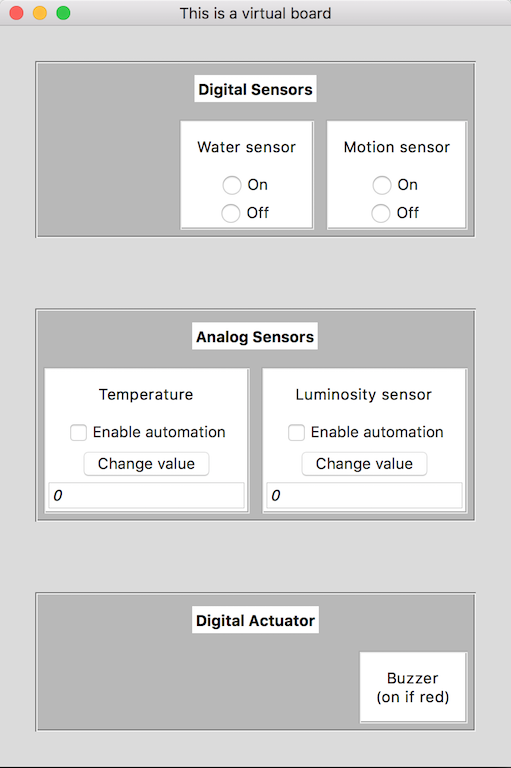 This is a virtual board
Digital Sensors
Water sensor
On
Off
Motion sensor
On
Off
Analog Sensors
Temperature
Enable automation
Change value
0
Luminosity sensor
Enable automation
Change value
0
Digital Actuator
Buzzer
(on if red)